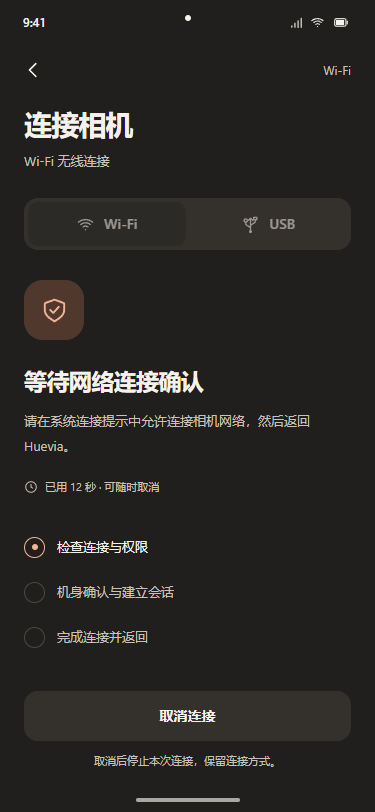 9:41
Wi-Fi
连接相机
Wi-Fi 无线连接
Wi-Fi
USB
等待网络连接确认
请在系统连接提示中允许连接相机网络，然后返回
Huevia。
已用 12 秒 · 可随时取消
检查连接与权限
机身确认与建立会话
完成连接并返回
取消连接
取消后停止本次连接，保留连接方式。